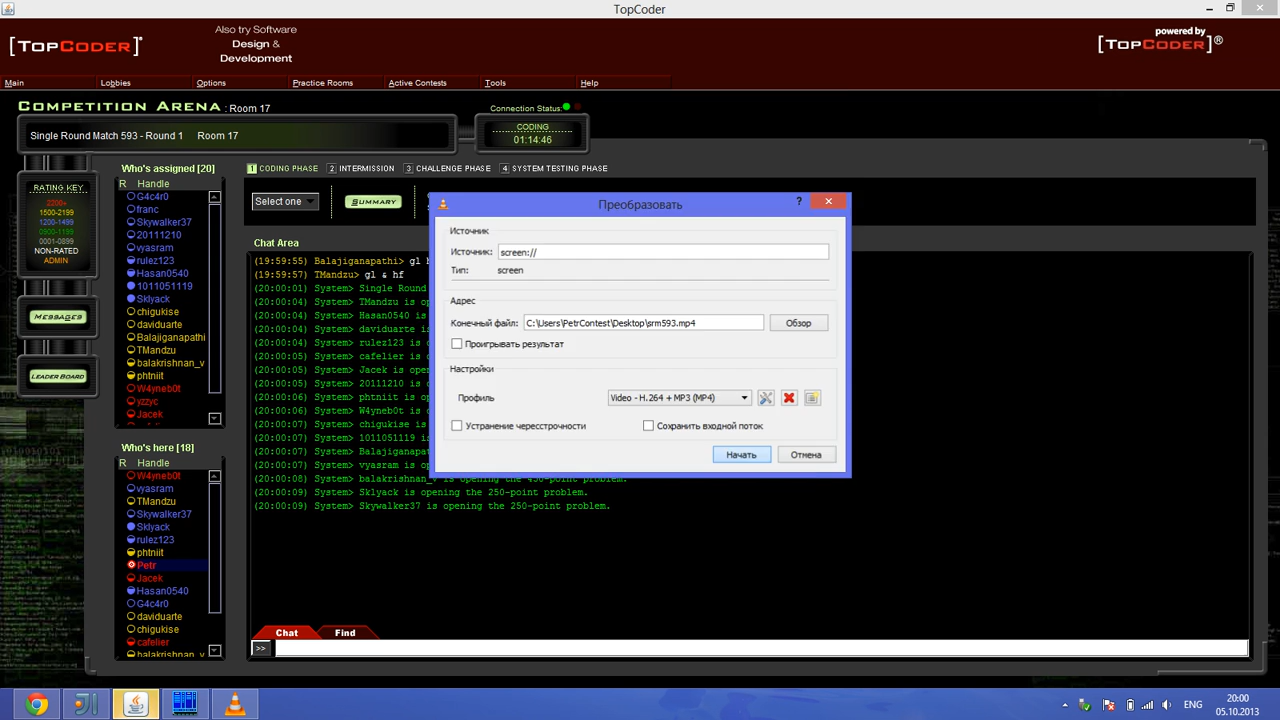 TopCoder
[TOPCODER]®
Also try Software
Design &
Development
powered by
[TOPCODER]®
Main
Lobbies
Options
Practice Rooms
Active Contests
Tools
Help
COMPETITION ARENA : Room 17
Connection Status:
Single Round Match 593 - Round 1 Room 17
CODING
01:14:46
RATING KEY
2200+
1500-2199
1200-1499
0900-1199
0001-0899
NON-RATED
ADMIN
MESSAGES
LEADER BOARD
Who's assigned [20]
R Handle
G4c4r0
franc
Skywalker37
20111210
vyasram
rulez123
Hasan0540
1011051119
Sklyack
chigukise
daviduarte
Balajiganapathi
TMandzu
balakrishnan_v
phtniit
W4yneb0t
yzzyc
Jacek
Who's here [18]
R Handle
W4yneb0t
vyasram
TMandzu
Skywalker37
Sklyack
rulez123
phtniit
Petr
Jacek
Hasan0540
G4c4r0
daviduarte
chigukise
cafelier
balakrishnan_v
1 CODING PHASE 2 INTERMISSION 3 CHALLENGE PHASE 4 SYSTEM TESTING PHASE
Select one
SUMMARY
Chat Area
(19:59:55) Balajiganapathi> gl
(19:59:57) TMandzu> gl & hf
(20:00:01) System> Single Round
(20:00:04) System> TMandzu is
(20:00:04) System> Hasan0540 is
(20:00:04) System> daviduarte
(20:00:04) System> rulez123 is
(20:00:05) System> cafelier is
(20:00:05) System> Jacek is
(20:00:05) System> 20111210 is
(20:00:06) System> phtniit is
(20:00:06) System> W4yneb0t is
(20:00:06) System> chigukise is
(20:00:07) System> 1011051119
(20:00:07) System>
(20:00:07) System> vyasram is
(20:00:08) System> balakrishnan_v is opening the 450-point problem.
(20:00:09) System> Sklyack is opening the 250-point problem.
(20:00:09) System> Skywalker37 is opening the 250-point problem.
Chat
Find
>>
Преобразовать
?
Источник
Источник: screen://
Тип: screen
Адрес
Конечный файл: C:\Users\PetrContest\Desktop\srm593.mp4
Обзор
Проигрывать результат
Настройки
Профиль
Video - H.264 + MP3 (MP4)
Устранение чересстрочности
Сохранить входной поток
Начать
Отмена
ENG
20:00
05.10.2013